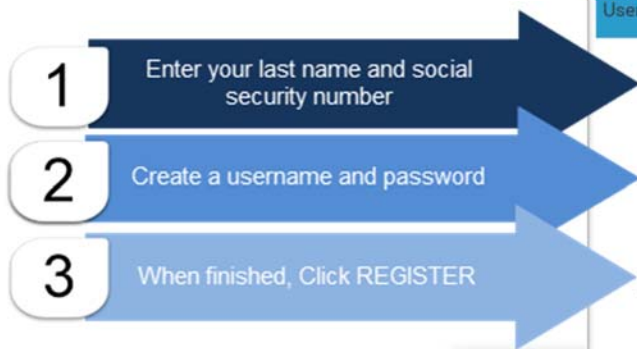 User
1
Enter your last name and social
security number
2
Create a username and password
3
When finished, Click REGISTER